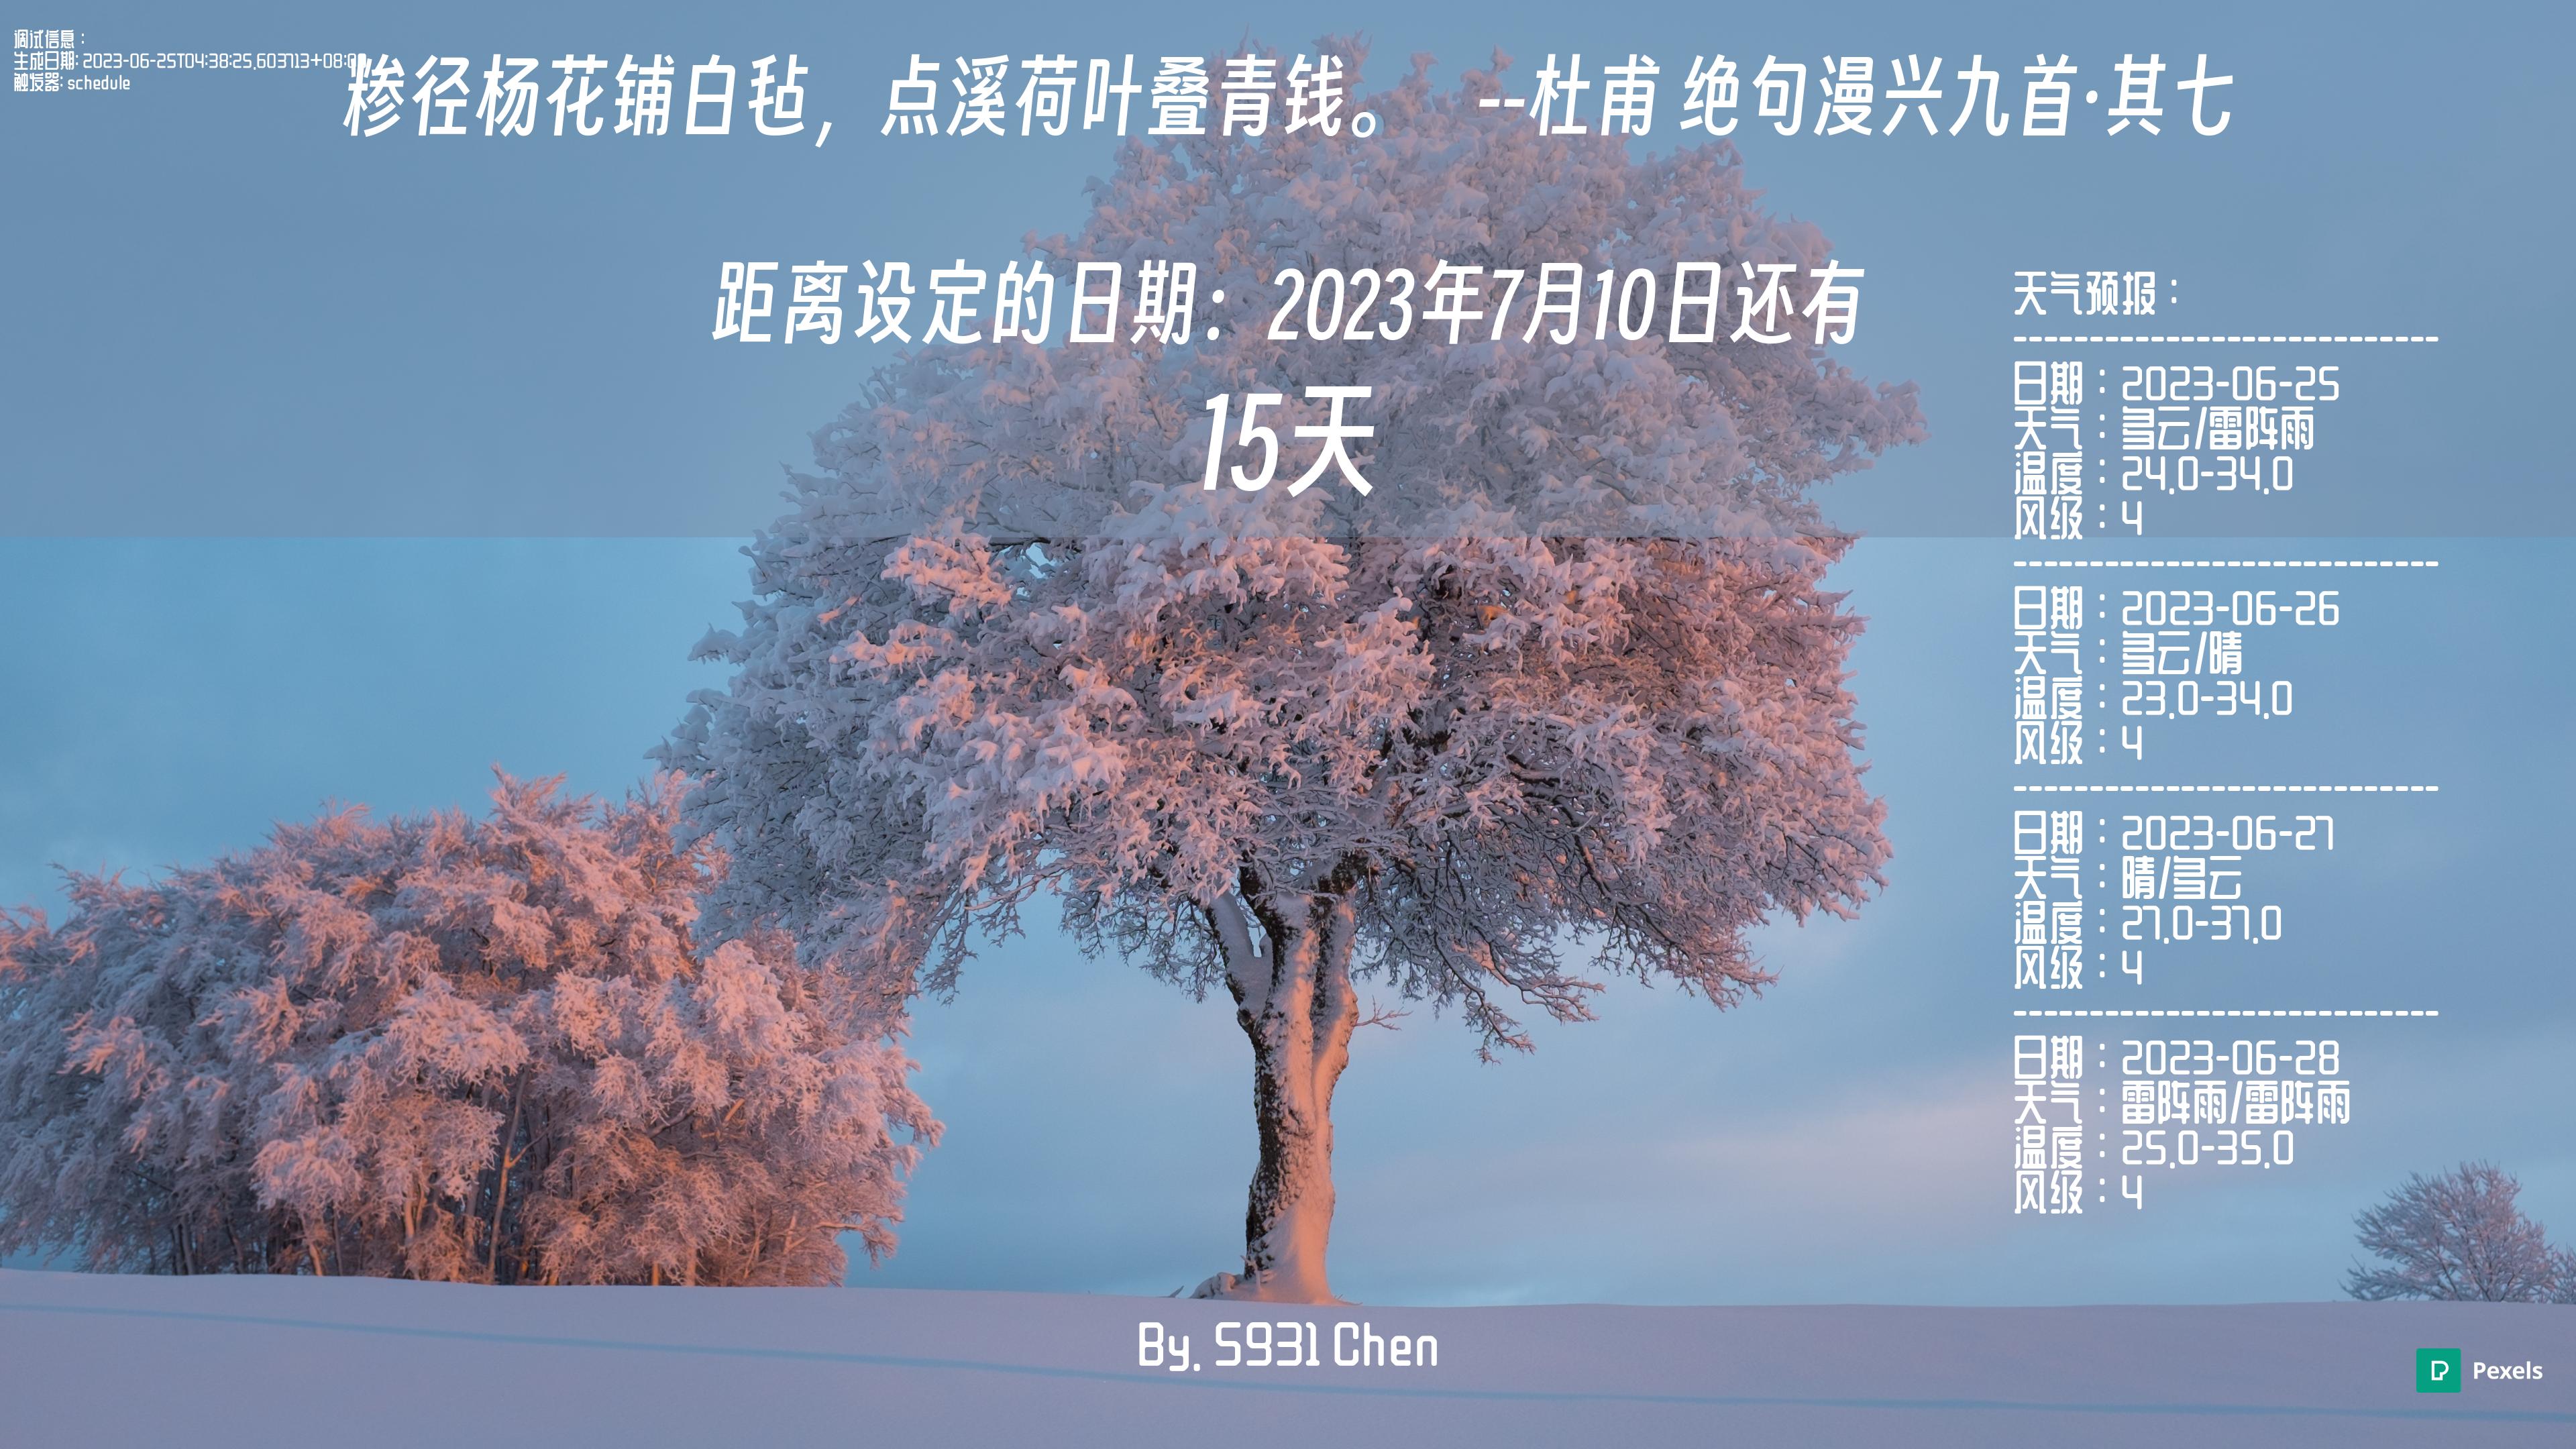 调试信息：
生成日期: 2023-06-25T04:38:25.603713+08:
触发器: schedule
糁径杨花铺白毡，点溪荷叶叠青钱。 --杜甫 绝句漫兴九首·其七
距离设定的日期：2023年7月10日还有
15天
天气预报：
----------------------------
日期：2023-06-25
天气：多云/雷阵雨
温度：24.0-34.0
风级：4
----------------------------
日期：2023-06-26
天气：多云/晴
温度：23.0-34.0
风级：4
----------------------------
日期：2023-06-27
天气：晴/多云
温度：27.0-37.0
风级：4
----------------------------
日期：2023-06-28
天气：雷阵雨/雷阵雨
温度：25.0-35.0
风级：4
By. S931 Chen
Pexels